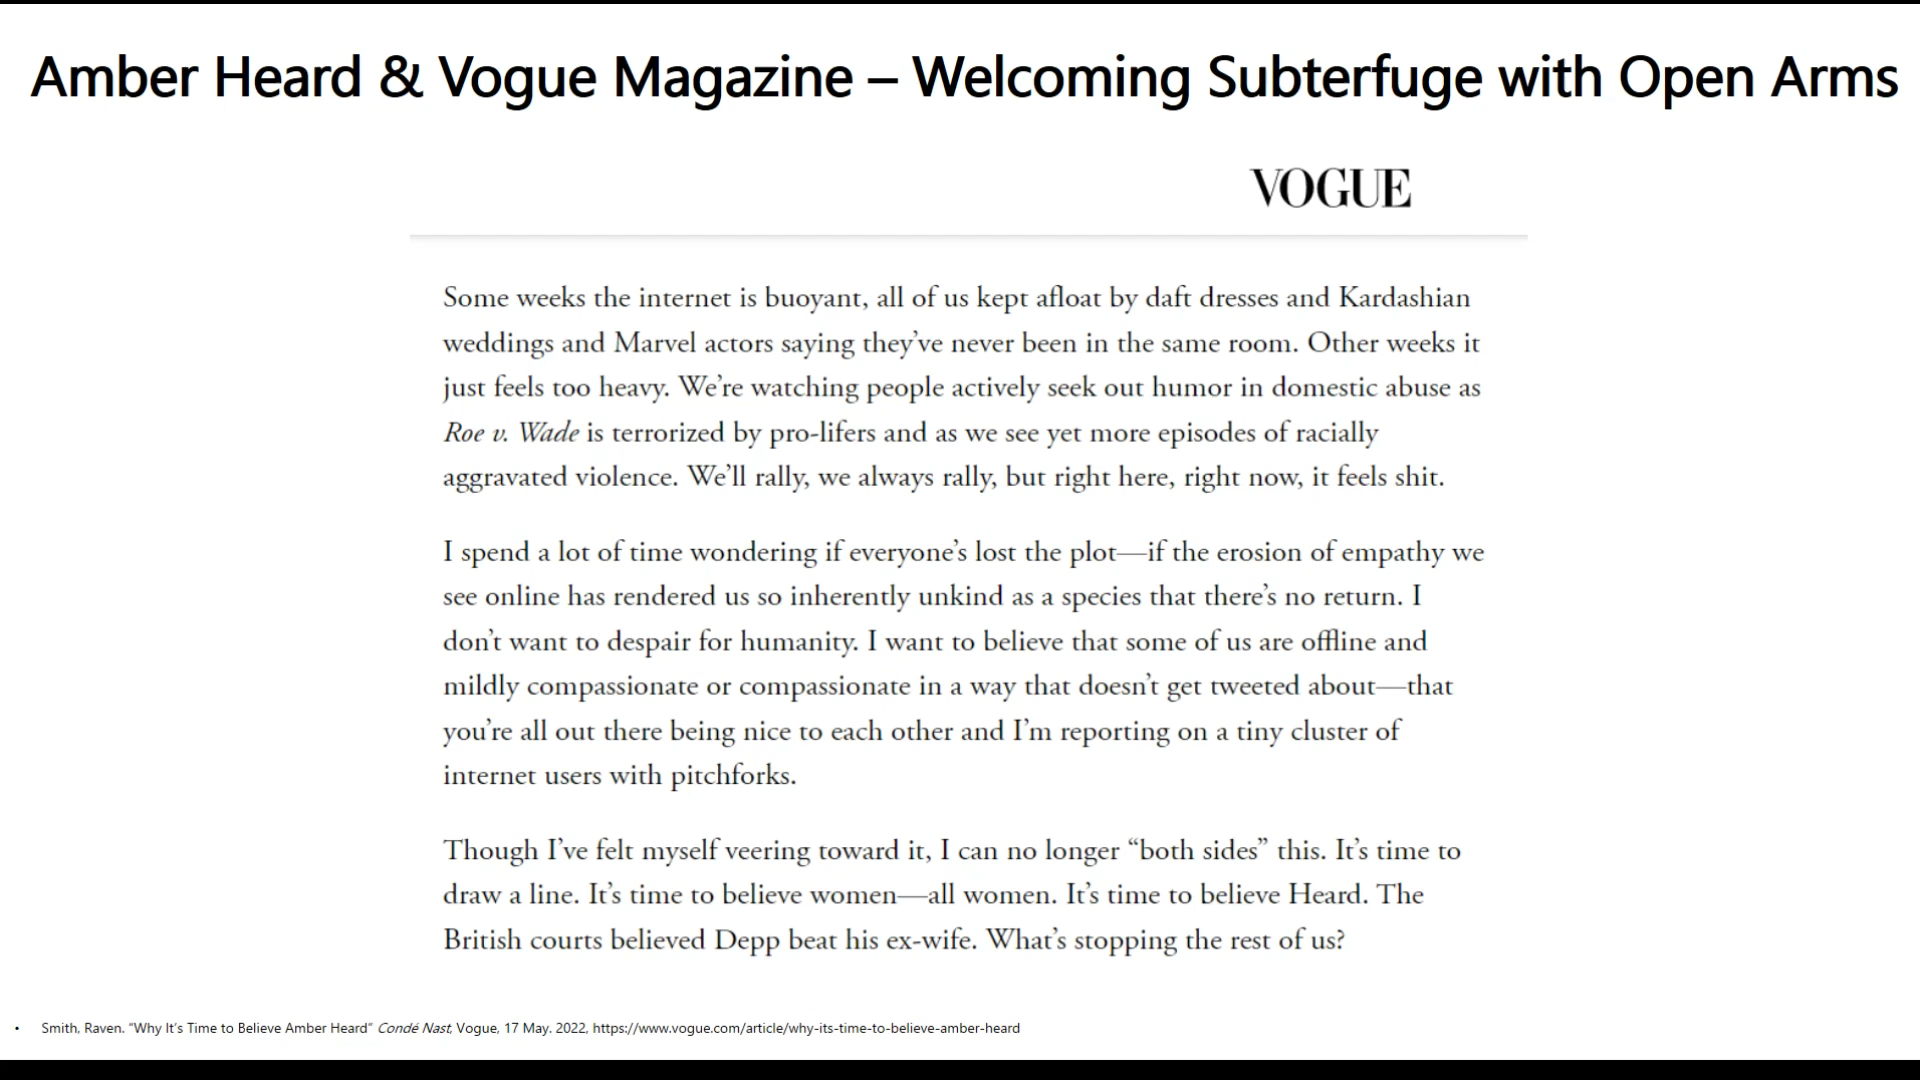 Amber Heard & Vogue Magazine – Welcoming Subterfuge with Open Arms
VOGUE
Some weeks the internet is buoyant, all of us kept afloat by daft dresses and Kardashian
weddings and Marvel actors saying they’ve never been in the same room. Other weeks it
just feels too heavy. We’re watching people actively seek out humor in domestic abuse as
Roe v. Wade is terrorized by pro-lifers and as we see yet more episodes of racially
aggravated violence. We’ll rally, we always rally, but right here, right now, it feels shit.
I spend a lot of time wondering if everyone’s lost the plot—if the erosion of empathy we
see online has rendered us so inherently unkind as a species that there’s no return. I
don’t want to despair for humanity. I want to believe that some of us are offline and
mildly compassionate or compassionate in a way that doesn’t get tweeted about—that
you’re all out there being nice to each other and I’m reporting on a tiny cluster of
internet users with pitchforks.
Though I’ve felt myself veering toward it, I can no longer “both sides” this. It’s time to
draw a line. It’s time to believe women—all women. It’s time to believe Heard. The
British courts believed Depp beat his ex-wife. What’s stopping the rest of us?
• Smith, Raven. “Why It’s Time to Believe Amber Heard” Condé Nast, Vogue, 17 May. 2022, https://www.vogue.com/article/why-its-time-to-believe-amber-heard